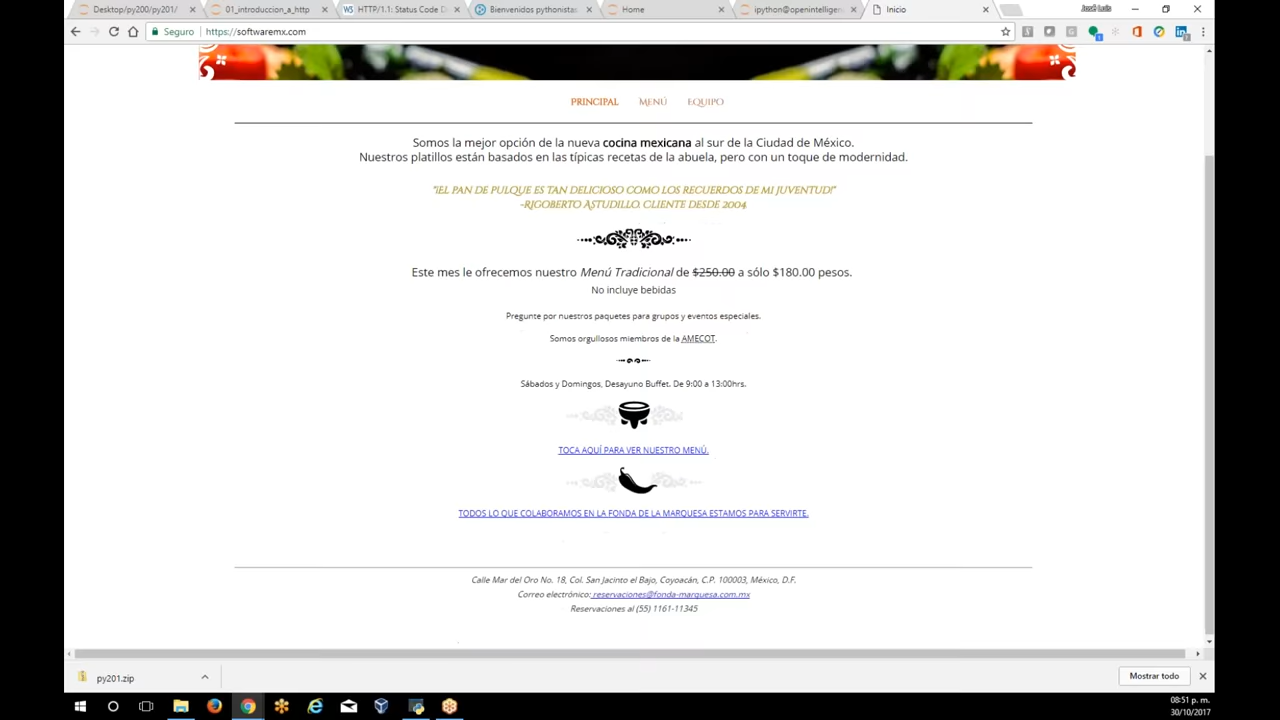 Desktop/py200/py201/
01_introduccion_a_http
HTTP/1.1: Status Code D
Bienvenidos pythonistas
Home
ipython@openintelligen
Inicio
José Luis
Seguro
https://softwaremx.com
PRINCIPAL
MENÚ
EQUIPO
Somos la mejor opción de la nueva cocina mexicana al sur de la Ciudad de México.
Nuestros platillos están basados en las típicas recetas de la abuela, pero con un toque de modernidad.
"¡EL PAN DE PULQUE ES TAN DELICIOSO COMO LOS RECUERDOS DE MI JUVENTUD!"
-RIGOBERTO ASTUDILLO. CLIENTE DESDE 2004
Este mes le ofrecemos nuestro Menú Tradicional de $250.00 a sólo $180.00 pesos.
No incluye bebidas
Pregunte por nuestros paquetes para grupos y eventos especiales.
Somos orgullosos miembros de la AMECOT.
Sábados y Domingos, Desayuno Buffet. De 9:00 a 13:00hrs.
TOCA AQUÍ PARA VER NUESTRO MENÚ.
TODOS LO QUE COLABORAMOS EN LA FONDA DE LA MARQUESA ESTAMOS PARA SERVIRTE.
Calle Mar del Oro No. 18, Col. San Jacinto el Bajo, Coyoacán, C.P. 100003, México, D.F.
Correo electrónico: reservaciones@fonda-marquesa.com.mx
Reservaciones al (55) 1161-11345
py201.zip
Mostrar todo
08:51 p. m.
30/10/2017